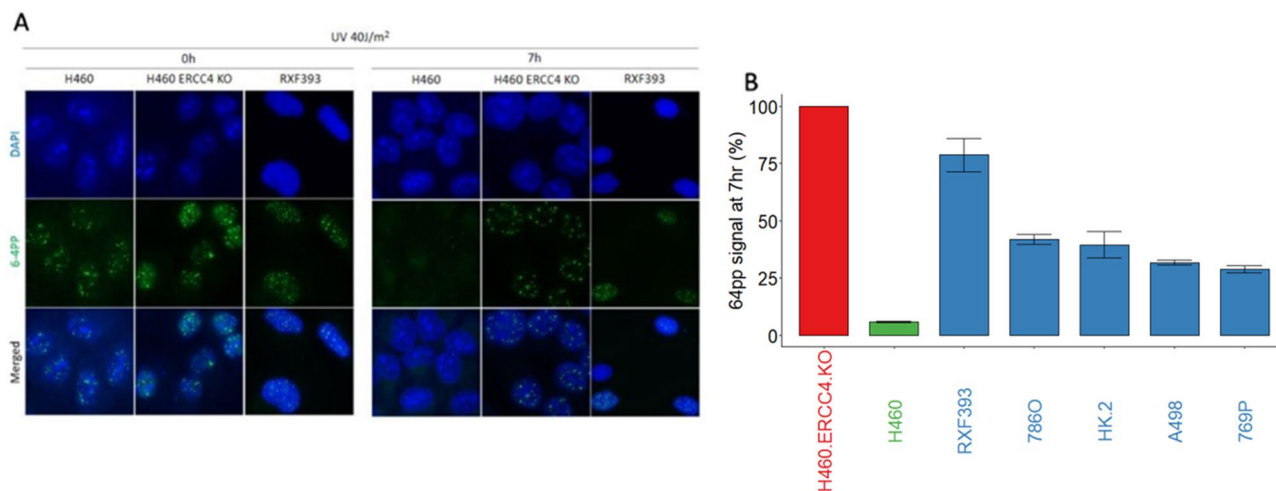 A
UV 40J/m²
0h 7h
H460 H460 ERCC4 KO RXF393 H460 H460 ERCC4 KO RXF393
DAPI
6-4PP
Merged
B
64pp signal at 7hr (%)
100
75
50
25
0
H460.ERCC4.KO
H460
RXF393
786O
HK.2
A498
769P